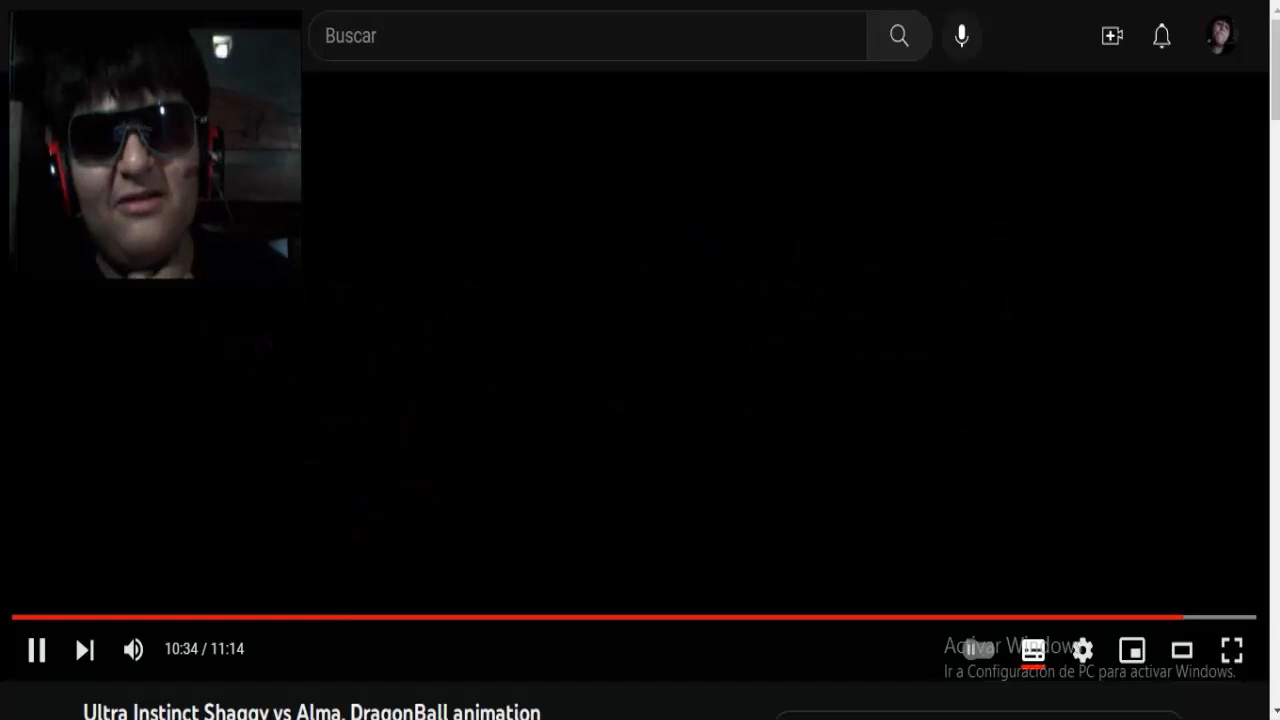 Buscar
10:34 / 11:14
Activar Windows
Ir a Configuración de PC para activar Windows.
Ultra Instinct Shaggy vs Alma, DragonBall animation